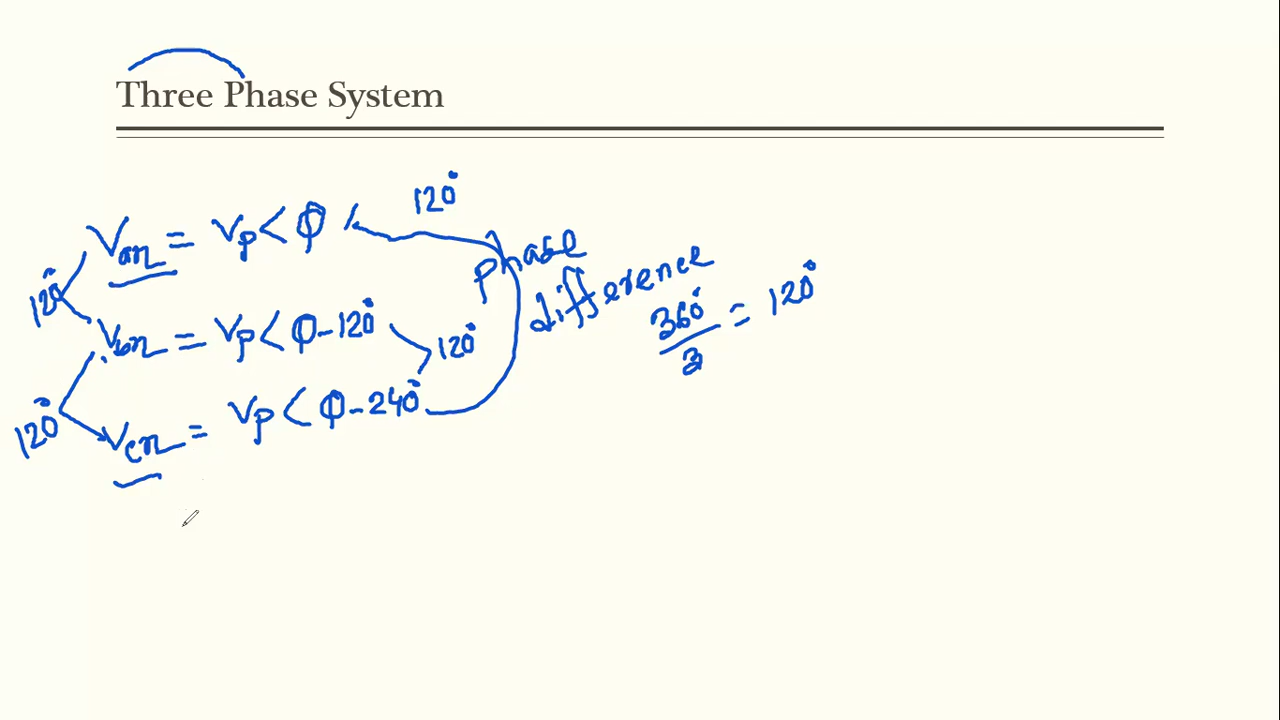 Three Phase System
120°
Van = Vp < φ
Phase
difference
120°
360° / 3 = 120°
Vbn = Vp < φ - 120°
120°
Vcn = Vp < φ - 240°
120°